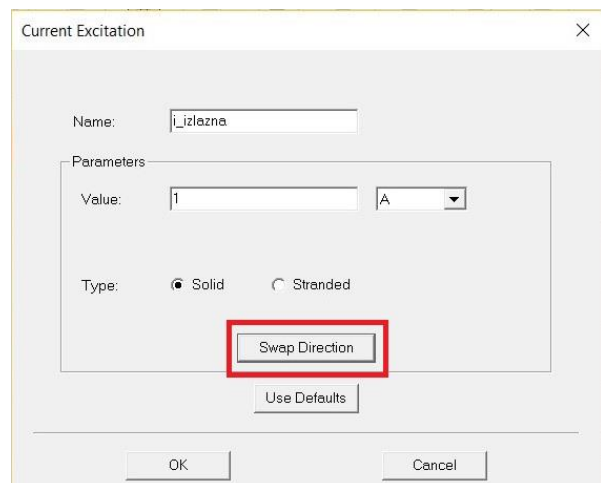 Current Excitation
Name: i_izlazna
Parameters
Value: 1 A
Type: Solid Stranded
Swap Direction
Use Defaults
OK Cancel